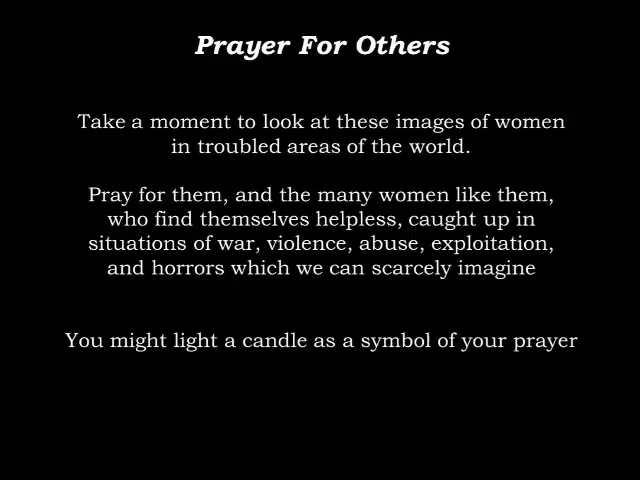 Prayer For Others
Take a moment to look at these images of women
in troubled areas of the world.
Pray for them, and the many women like them,
who find themselves helpless, caught up in
situations of war, violence, abuse, exploitation,
and horrors which we can scarcely imagine
You might light a candle as a symbol of your prayer